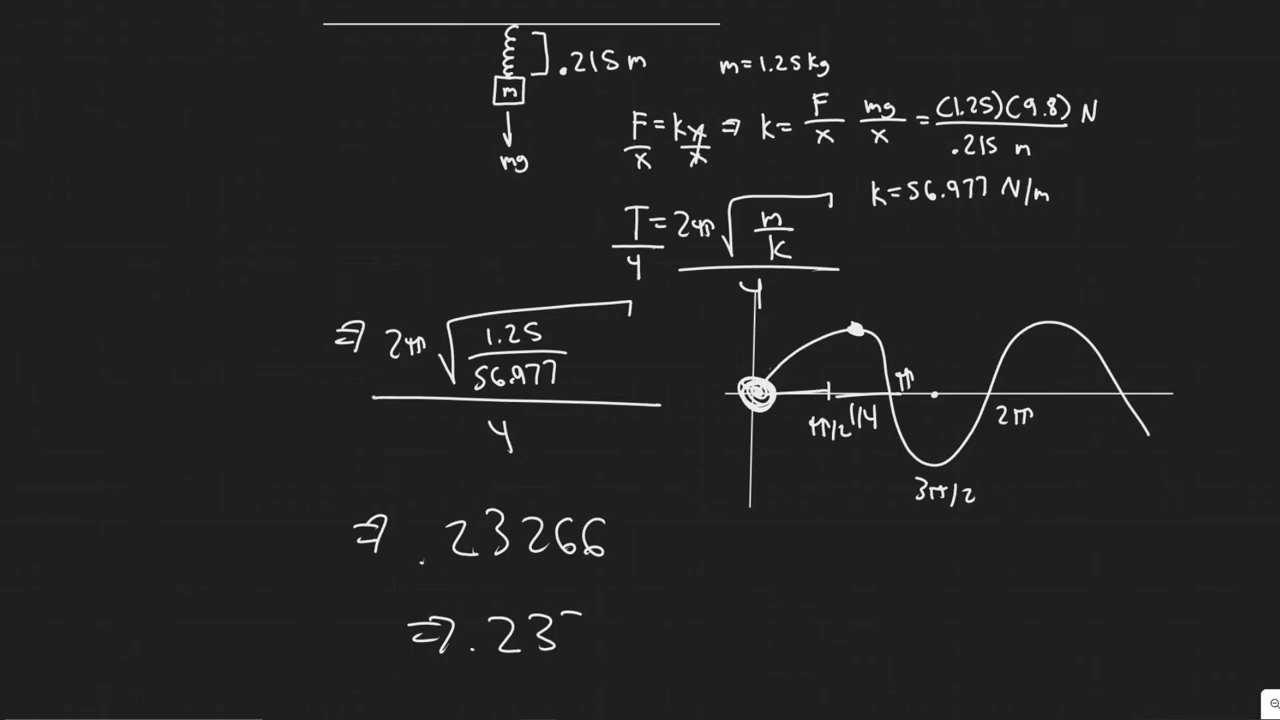 .215 m
m = 1.25 kg
m
mg
F/x = kx/x ⇒ k = F/x mg/x = (1.25)(9.8) N / .215 m
k = 56.977 N/m
T/4 = 2π√(m/k) / 4
⇒ 2π√(1.25/56.977) / 4
π
π/2 1/4
2π
3π/2
⇒ .23266
⇒ .23